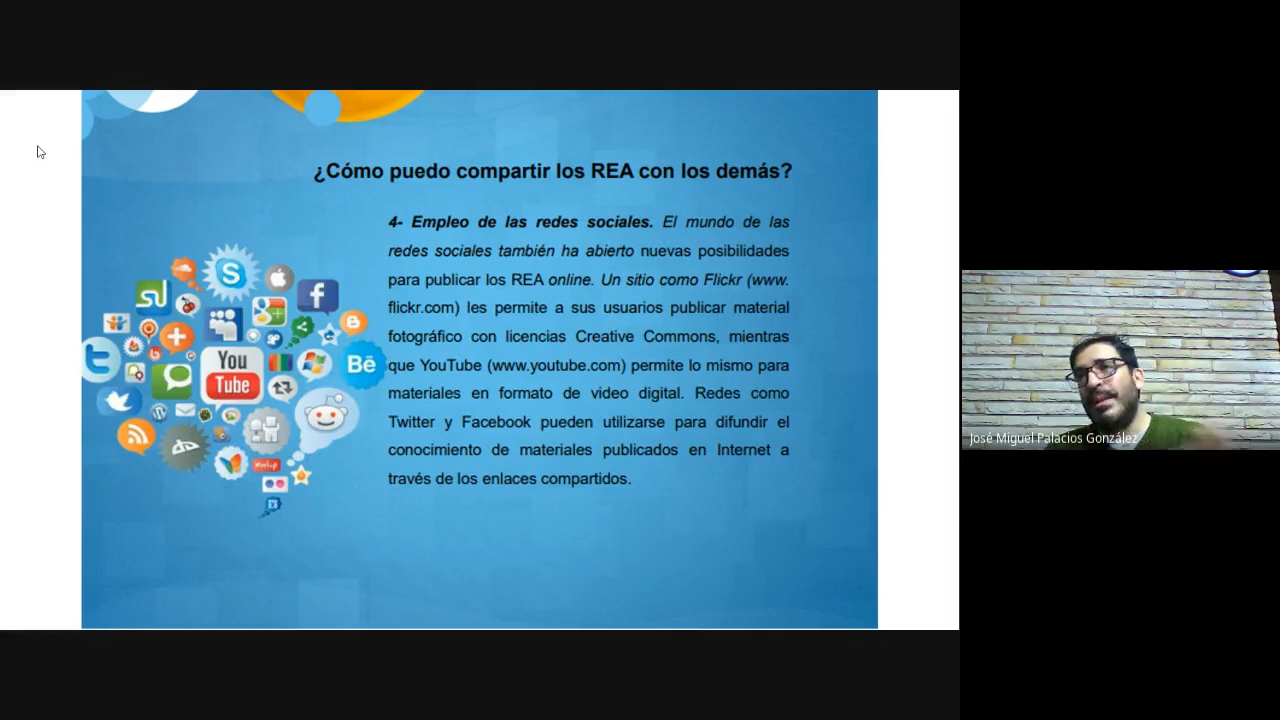 ¿Cómo puedo compartir los REA con los demás?
4- Empleo de las redes sociales. El mundo de las
redes sociales también ha abierto nuevas posibilidades
para publicar los REA online. Un sitio como Flickr (www.
flickr.com) les permite a sus usuarios publicar material
fotográfico con licencias Creative Commons, mientras
que YouTube (www.youtube.com) permite lo mismo para
materiales en formato de video digital. Redes como
Twitter y Facebook pueden utilizarse para difundir el
conocimiento de materiales publicados en Internet a
través de los enlaces compartidos.
You
Tube
Bē
MeetUp
José Miguel Palacios González